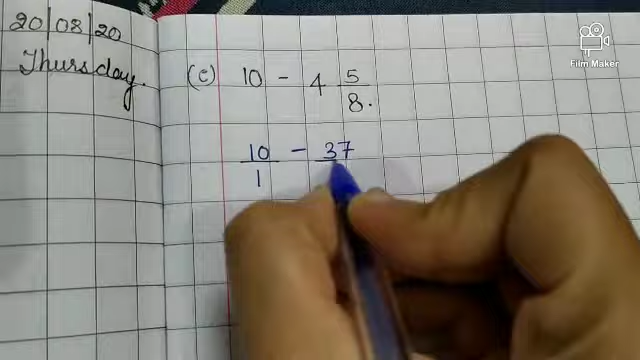 20|08|20
Thursday.
(c) 10 - 4 5/8.
10/1 - 37
Film Maker